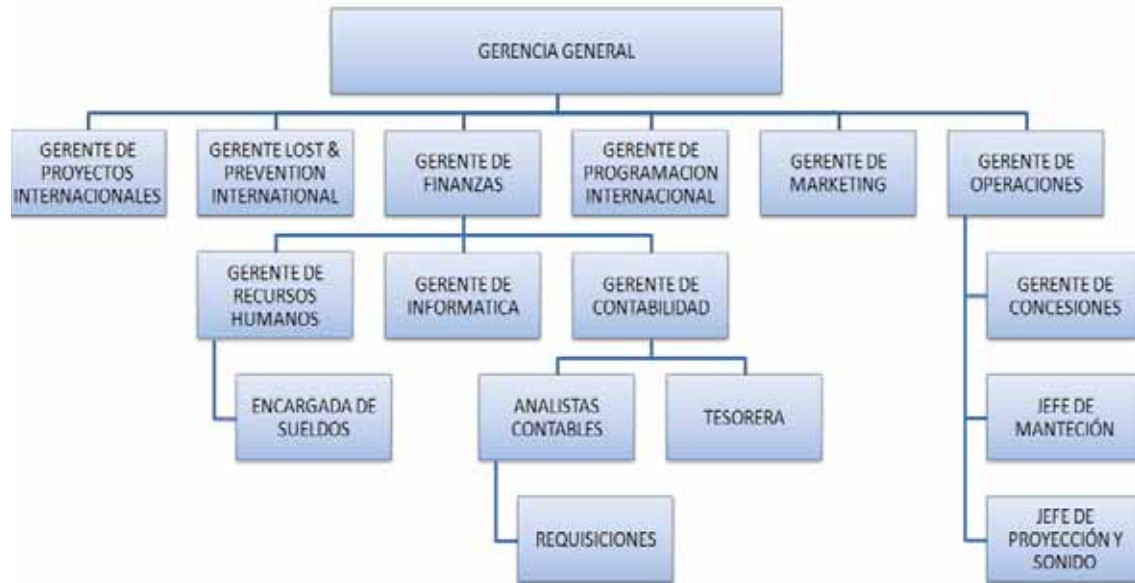 GERENCIA GENERAL
GERENTE DE
PROYECTOS
INTERNACIONALES
GERENTE LOST &
PREVENTION
INTERNATIONAL
GERENTE DE
FINANZAS
GERENTE DE
PROGRAMACION
INTERNACIONAL
GERENTE DE
MARKETING
GERENTE DE
OPERACIONES
GERENTE DE
RECURSOS
HUMANOS
GERENTE DE
INFORMATICA
GERENTE DE
CONTABILIDAD
GERENTE DE
CONCESIONES
ENCARGADA DE
SUELDOS
ANALISTAS
CONTABLES
TESORERA
JEFE DE
MANTECIÓN
REQUISICIONES
JEFE DE
PROYECCIÓN Y
SONIDO